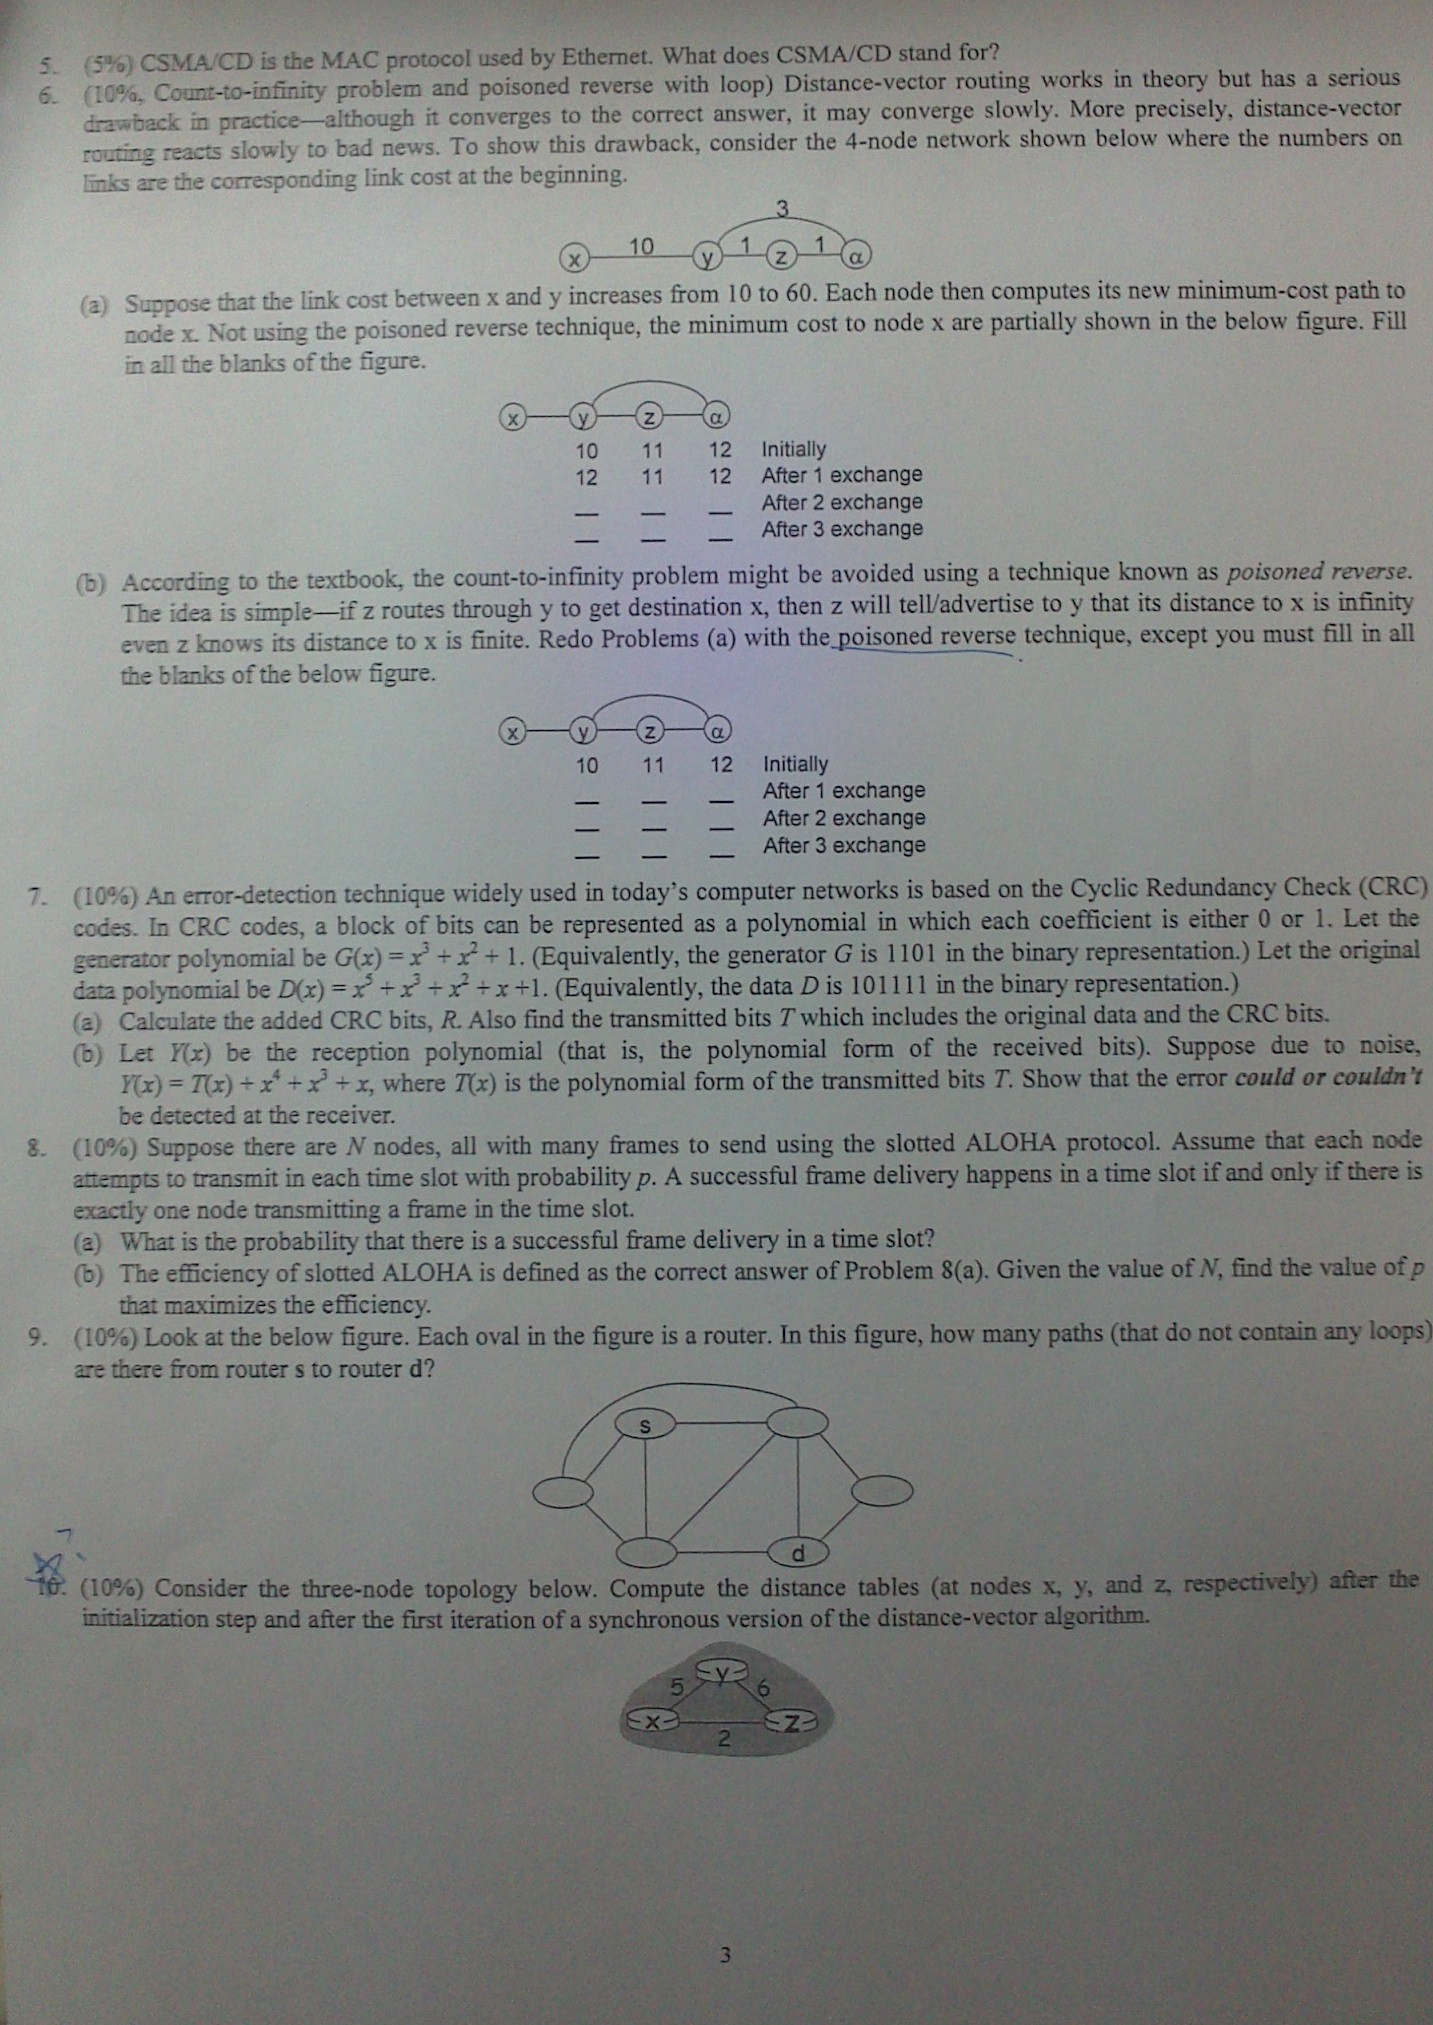 5. (5%) CSMA/CD is the MAC protocol used by Ethernet. What does CSMA/CD stand for?
6. (10%, Count-to-infinity problem and poisoned reverse with loop) Distance-vector routing works in theory but has a serious
drawback in practice—although it converges to the correct answer, it may converge slowly. More precisely, distance-vector
routing reacts slowly to bad news. To show this drawback, consider the 4-node network shown below where the numbers on
links are the corresponding link cost at the beginning.
3
x 10 y 1 z 1 α
(a) Suppose that the link cost between x and y increases from 10 to 60. Each node then computes its new minimum-cost path to
node x. Not using the poisoned reverse technique, the minimum cost to node x are partially shown in the below figure. Fill
in all the blanks of the figure.
x y z α
10 11 12 Initially
12 11 12 After 1 exchange
_ _ _ After 2 exchange
_ _ _ After 3 exchange
(b) According to the textbook, the count-to-infinity problem might be avoided using a technique known as poisoned reverse.
The idea is simple—if z routes through y to get destination x, then z will tell/advertise to y that its distance to x is infinity
even z knows its distance to x is finite. Redo Problems (a) with the poisoned reverse technique, except you must fill in all
the blanks of the below figure.
x y z α
10 11 12 Initially
_ _ _ After 1 exchange
_ _ _ After 2 exchange
_ _ _ After 3 exchange
7. (10%) An error-detection technique widely used in today's computer networks is based on the Cyclic Redundancy Check (CRC)
codes. In CRC codes, a block of bits can be represented as a polynomial in which each coefficient is either 0 or 1. Let the
generator polynomial be G(x) = x³ + x² + 1. (Equivalently, the generator G is 1101 in the binary representation.) Let the original
data polynomial be D(x) = x⁵ + x³ + x² + x +1. (Equivalently, the data D is 101111 in the binary representation.)
(a) Calculate the added CRC bits, R. Also find the transmitted bits T which includes the original data and the CRC bits.
(b) Let Y(x) be the reception polynomial (that is, the polynomial form of the received bits). Suppose due to noise,
Y(x) = T(x) + x⁴ + x³ + x, where T(x) is the polynomial form of the transmitted bits T. Show that the error could or couldn't
be detected at the receiver.
8. (10%) Suppose there are N nodes, all with many frames to send using the slotted ALOHA protocol. Assume that each node
attempts to transmit in each time slot with probability p. A successful frame delivery happens in a time slot if and only if there is
exactly one node transmitting a frame in the time slot.
(a) What is the probability that there is a successful frame delivery in a time slot?
(b) The efficiency of slotted ALOHA is defined as the correct answer of Problem 8(a). Given the value of N, find the value of p
that maximizes the efficiency.
9. (10%) Look at the below figure. Each oval in the figure is a router. In this figure, how many paths (that do not contain any loops)
are there from router s to router d?
s
d
10. (10%) Consider the three-node topology below. Compute the distance tables (at nodes x, y, and z, respectively) after the
initialization step and after the first iteration of a synchronous version of the distance-vector algorithm.
y
5 6
x z
2
3